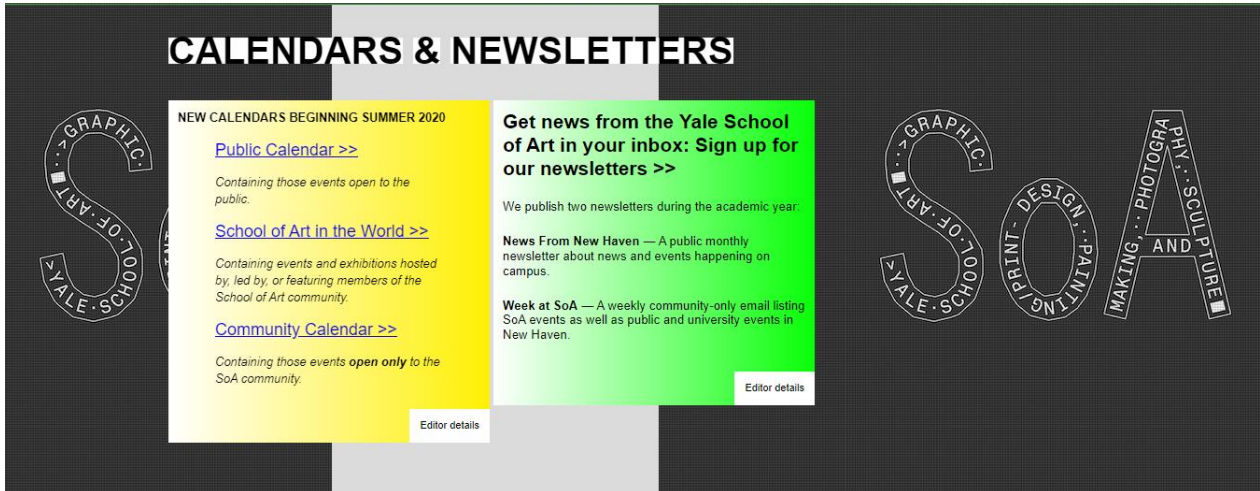 CALENDARS & NEWSLETTERS
NEW CALENDARS BEGINNING SUMMER 2020
Public Calendar >>
Containing those events open to the
public.
School of Art in the World >>
Containing events and exhibitions hosted
by, led by, or featuring members of the
School of Art community.
Community Calendar >>
Containing those events open only to the
SoA community.
Editor details
Get news from the Yale School
of Art in your inbox: Sign up for
our newsletters >>
We publish two newsletters during the academic year:
News From New Haven — A public monthly
newsletter about news and events happening on
campus.
Week at SoA — A weekly community-only email listing
SoA events as well as public and university events in
New Haven.
Editor details
>YALE·SCHOOL·OF·ART
··>GRAPHIC·
>YALE·SCHOOL·OF·ART
··>GRAPHIC·
DESIGN,·PAINTING/PRINT-
MAKING,··PHOTOGRAPHY,··SCULPTURE
AND